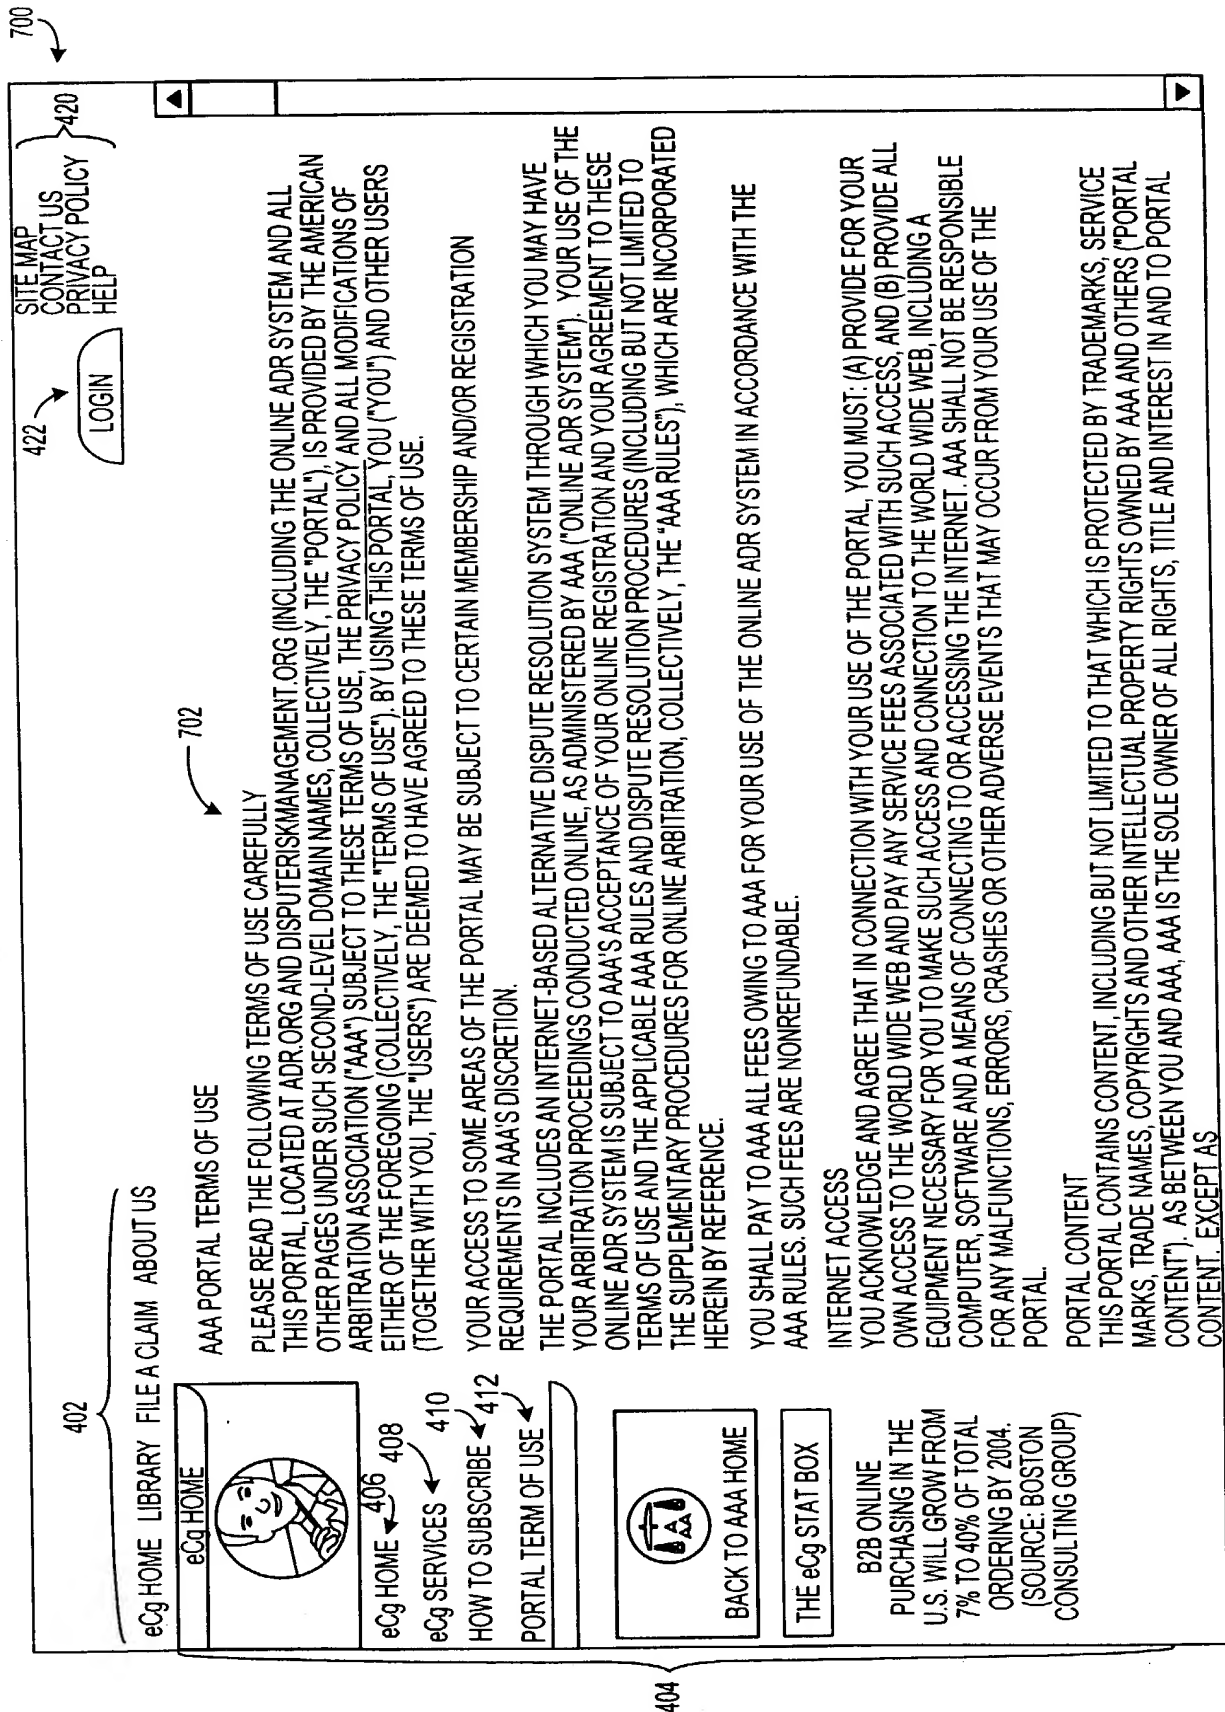 700
SITE MAP
CONTACT US
PRIVACY POLICY
HELP
420
422
LOGIN
402
eCg HOME LIBRARY FILE A CLAIM ABOUT US
eCg HOME
eCg HOME 406
eCg SERVICES 408
HOW TO SUBSCRIBE 410
PORTAL TERM OF USE 412
BACK TO AAA HOME
AAA
THE eCg STAT BOX
B2B ONLINE
PURCHASING IN THE
U.S. WILL GROW FROM
7% TO 40% OF TOTAL
ORDERING BY 2004.
(SOURCE: BOSTON
CONSULTING GROUP)
404
702
AAA PORTAL TERMS OF USE
PLEASE READ THE FOLLOWING TERMS OF USE CAREFULLY
THIS PORTAL, LOCATED AT ADR.ORG AND DISPUTERISKMANAGEMENT.ORG (INCLUDING THE ONLINE ADR SYSTEM AND ALL
OTHER PAGES UNDER SUCH SECOND-LEVEL DOMAIN NAMES, COLLECTIVELY, THE "PORTAL"), IS PROVIDED BY THE AMERICAN
ARBITRATION ASSOCIATION ("AAA") SUBJECT TO THESE TERMS OF USE, THE PRIVACY POLICY AND ALL MODIFICATIONS OF
EITHER OF THE FOREGOING (COLLECTIVELY, THE "TERMS OF USE"). BY USING THIS PORTAL, YOU ("YOU") AND OTHER USERS
(TOGETHER WITH YOU, THE "USERS") ARE DEEMED TO HAVE AGREED TO THESE TERMS OF USE.
YOUR ACCESS TO SOME AREAS OF THE PORTAL MAY BE SUBJECT TO CERTAIN MEMBERSHIP AND/OR REGISTRATION
REQUIREMENTS IN AAA'S DISCRETION.
THE PORTAL INCLUDES AN INTERNET-BASED ALTERNATIVE DISPUTE RESOLUTION SYSTEM THROUGH WHICH YOU MAY HAVE
YOUR ARBITRATION PROCEEDINGS CONDUCTED ONLINE, AS ADMINISTERED BY AAA ("ONLINE ADR SYSTEM"). YOUR USE OF THE
ONLINE ADR SYSTEM IS SUBJECT TO AAA'S ACCEPTANCE OF YOUR ONLINE REGISTRATION AND YOUR AGREEMENT TO THESE
TERMS OF USE AND THE APPLICABLE AAA RULES AND DISPUTE RESOLUTION PROCEDURES (INCLUDING BUT NOT LIMITED TO
THE SUPPLEMENTARY PROCEDURES FOR ONLINE ARBITRATION, COLLECTIVELY, THE "AAA RULES"), WHICH ARE INCORPORATED
HEREIN BY REFERENCE.
YOU SHALL PAY TO AAA ALL FEES OWING TO AAA FOR YOUR USE OF THE ONLINE ADR SYSTEM IN ACCORDANCE WITH THE
AAA RULES. SUCH FEES ARE NONREFUNDABLE.
INTERNET ACCESS
YOU ACKNOWLEDGE AND AGREE THAT IN CONNECTION WITH YOUR USE OF THE PORTAL, YOU MUST: (A) PROVIDE FOR YOUR
OWN ACCESS TO THE WORLD WIDE WEB AND PAY ANY SERVICE FEES ASSOCIATED WITH SUCH ACCESS, AND (B) PROVIDE ALL
EQUIPMENT NECESSARY FOR YOU TO MAKE SUCH ACCESS AND CONNECTION TO THE WORLD WIDE WEB, INCLUDING A
COMPUTER, SOFTWARE AND A MEANS OF CONNECTING TO OR ACCESSING THE INTERNET. AAA SHALL NOT BE RESPONSIBLE
FOR ANY MALFUNCTIONS, ERRORS, CRASHES OR OTHER ADVERSE EVENTS THAT MAY OCCUR FROM YOUR USE OF THE
PORTAL.
PORTAL CONTENT
THIS PORTAL CONTAINS CONTENT, INCLUDING BUT NOT LIMITED TO THAT WHICH IS PROTECTED BY TRADEMARKS, SERVICE
MARKS, TRADE NAMES, COPYRIGHTS AND OTHER INTELLECTUAL PROPERTY RIGHTS OWNED BY AAA AND OTHERS ("PORTAL
CONTENT"). AS BETWEEN YOU AND AAA, AAA IS THE SOLE OWNER OF ALL RIGHTS, TITLE AND INTEREST IN AND TO PORTAL
CONTENT. EXCEPT AS